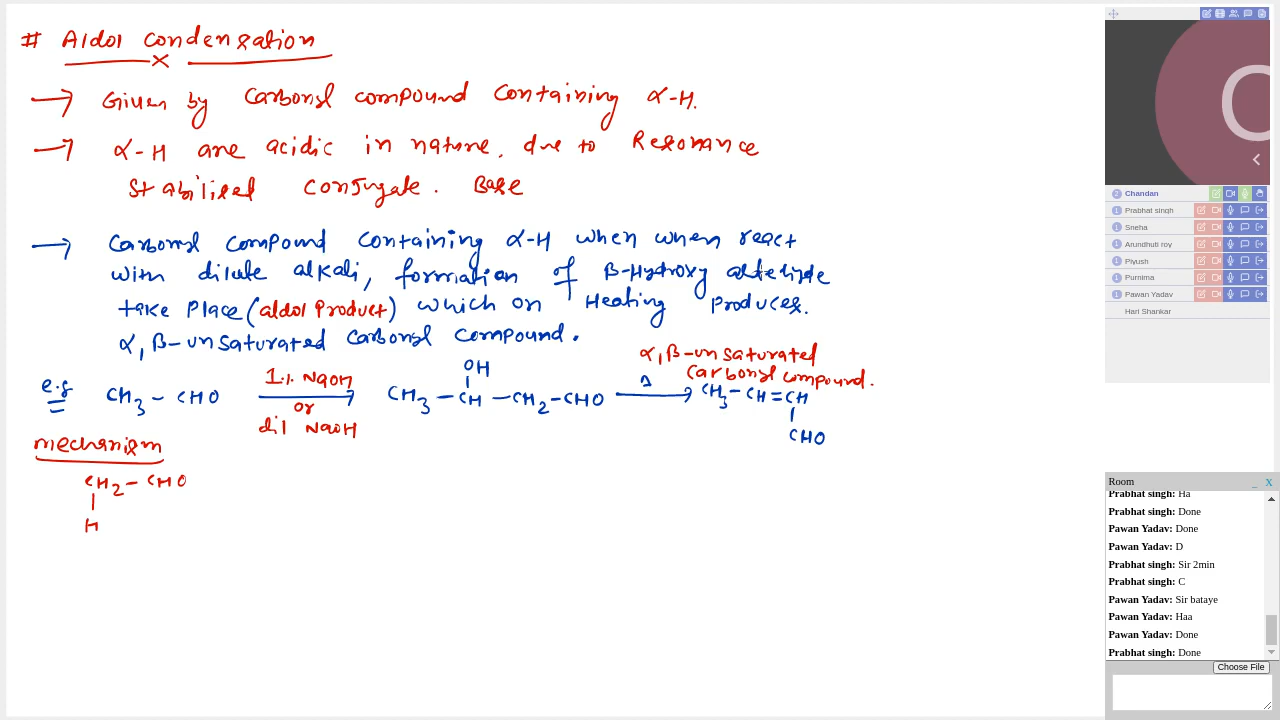 # Aldol condensation
→ Given by Carbonyl compound containing α-H.
→ α-H are acidic in nature, due to Resonance
Stabilised Conjugate. Base
→ Carbonyl compound containing α-H when when react
with dilute alkali, formation of β-Hydroxy
take Place (aldol Product) which on Heating produces.
α, β-unsaturated Carbonyl Compound.
e.g CH3 - CHO 1% NaOH or dil NaOH → CH3 - CH(OH) - CH2 - CHO Δ → CH3 - CH = CH - CHO
α, β-unsaturated
Carbonyl compound.
mechanism
CH2 - CHO
|
H
C
Chandan
Prabhat singh
Sneha
Arundhuti roy
Piyush
Purnima
Pawan Yadav
Hari Shankar
Room _ X
Prabhat singh: Ha
Prabhat singh: Done
Pawan Yadav: Done
Pawan Yadav: D
Prabhat singh: Sir 2min
Prabhat singh: C
Pawan Yadav: Sir bataye
Pawan Yadav: Haa
Pawan Yadav: Done
Prabhat singh: Done
Choose File